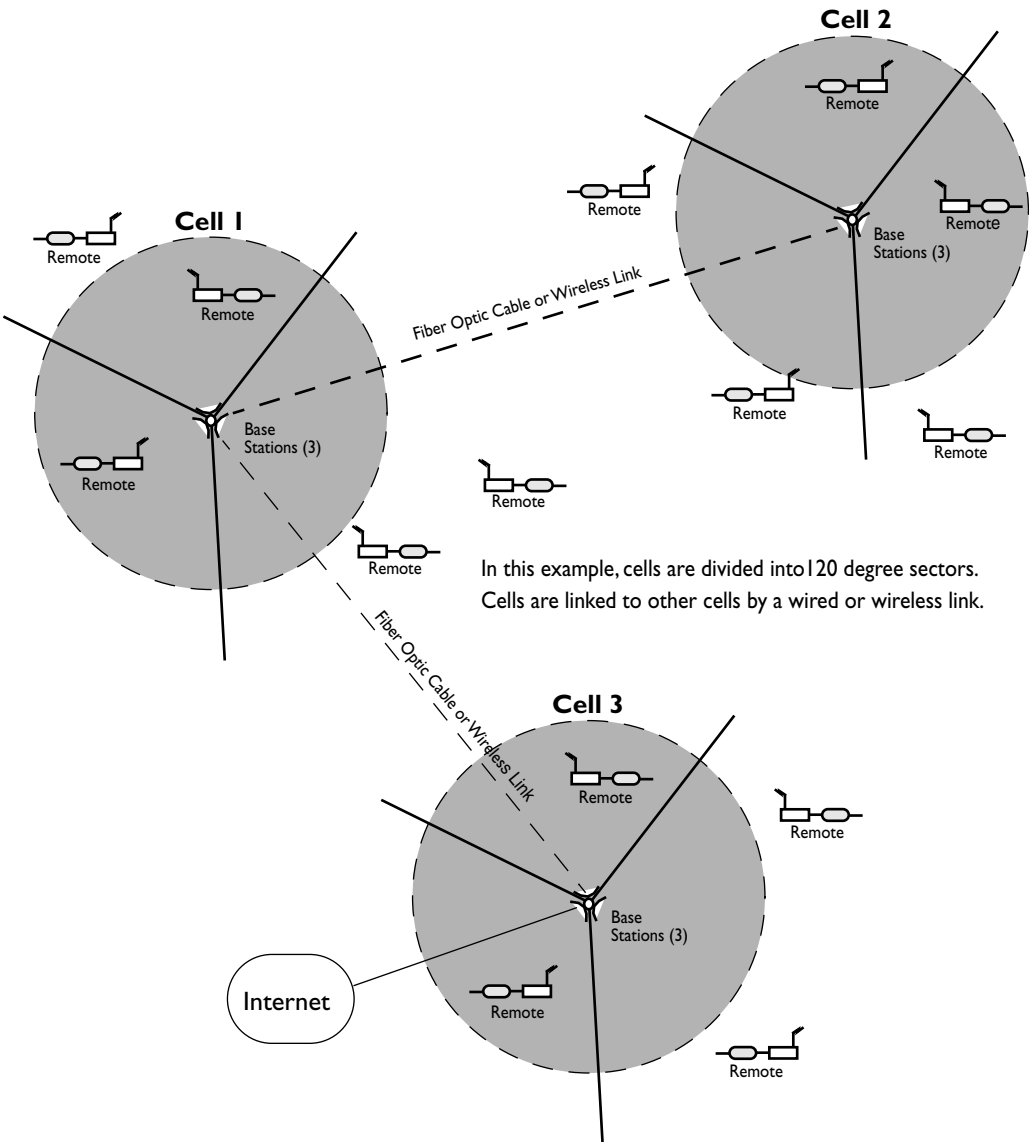 Cell 2
Remote
Remote
Remote
Base
Stations (3)
Cell 1
Remote
Remote
Fiber Optic Cable or Wireless Link
Remote
Base
Stations (3)
Remote
Remote
Remote
Remote
Remote
In this example, cells are divided into120 degree sectors.
Cells are linked to other cells by a wired or wireless link.
Fiber Optic Cable or Wireless Link
Cell 3
Remote
Remote
Base
Stations (3)
Internet
Remote
Remote